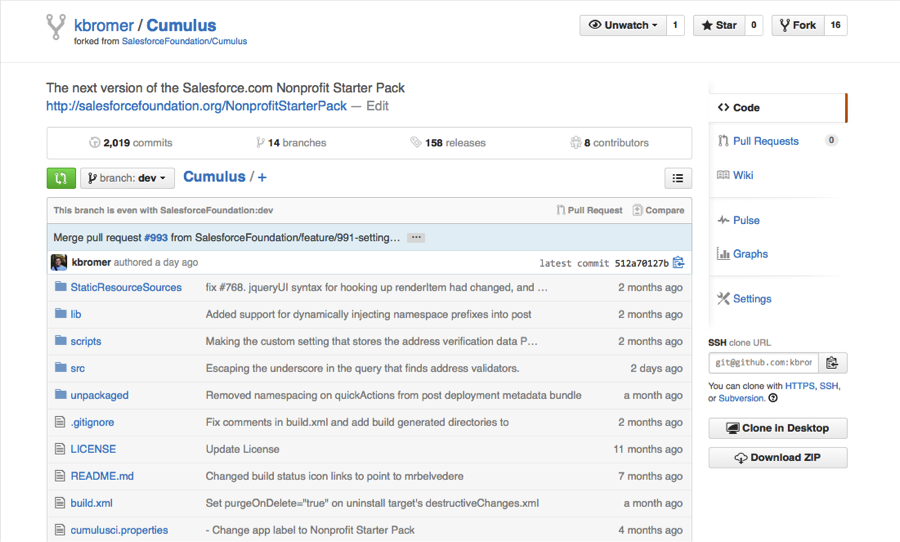 kbromer / Cumulus
forked from SalesforceFoundation/Cumulus
Unwatch 1
Star 0
Fork 16
The next version of the Salesforce.com Nonprofit Starter Pack
http://salesforcefoundation.org/NonprofitStarterPack — Edit
2,019 commits
14 branches
158 releases
8 contributors
branch: dev
Cumulus / +
This branch is even with SalesforceFoundation:dev
Pull Request
Compare
Merge pull request #993 from SalesforceFoundation/feature/991-setting… ...
kbromer authored a day ago
latest commit 512a70127b
StaticResourceSources fix #768. jqueryUI syntax for hooking up renderItem had changed, and … 2 months ago
lib Added support for dynamically injecting namespace prefixes into post 2 months ago
scripts Making the custom setting that stores the address verification data P… 2 months ago
src Escaping the underscore in the query that finds address validators. 2 days ago
unpackaged Removed namespacing on quickActions from post deployment metadata bundle a month ago
.gitignore Fix comments in build.xml and add build generated directories to 2 months ago
LICENSE Update License 11 months ago
README.md Changed build status icon links to point to mrbelvedere 7 months ago
build.xml Set purgeOnDelete="true" on uninstall target's destructiveChanges.xml a month ago
cumulusci.properties - Change app label to Nonprofit Starter Pack 4 months ago
Code
Pull Requests 0
Wiki
Pulse
Graphs
Settings
SSH clone URL
git@github.com:kbror
You can clone with HTTPS, SSH,
or Subversion.
Clone in Desktop
Download ZIP